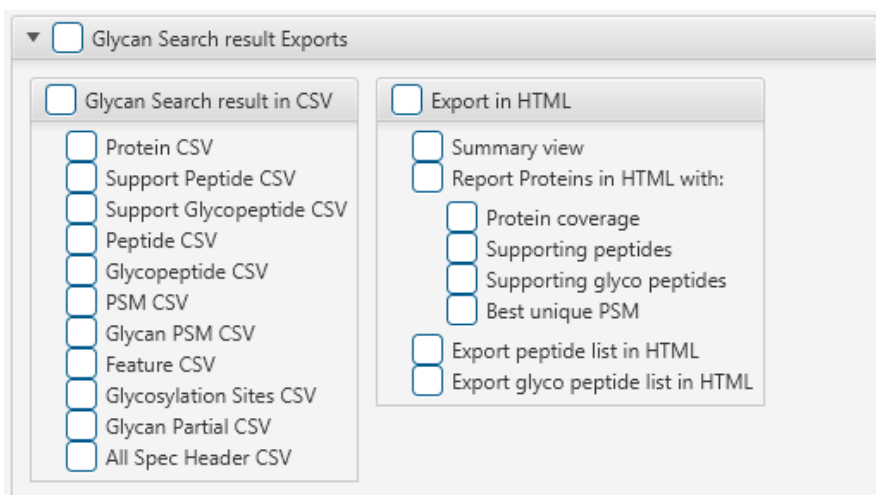 Glycan Search result Exports
Glycan Search result in CSV
Protein CSV
Support Peptide CSV
Support Glycopeptide CSV
Peptide CSV
Glycopeptide CSV
PSM CSV
Glycan PSM CSV
Feature CSV
Glycosylation Sites CSV
Glycan Partial CSV
All Spec Header CSV
Export in HTML
Summary view
Report Proteins in HTML with:
Protein coverage
Supporting peptides
Supporting glyco peptides
Best unique PSM
Export peptide list in HTML
Export glyco peptide list in HTML